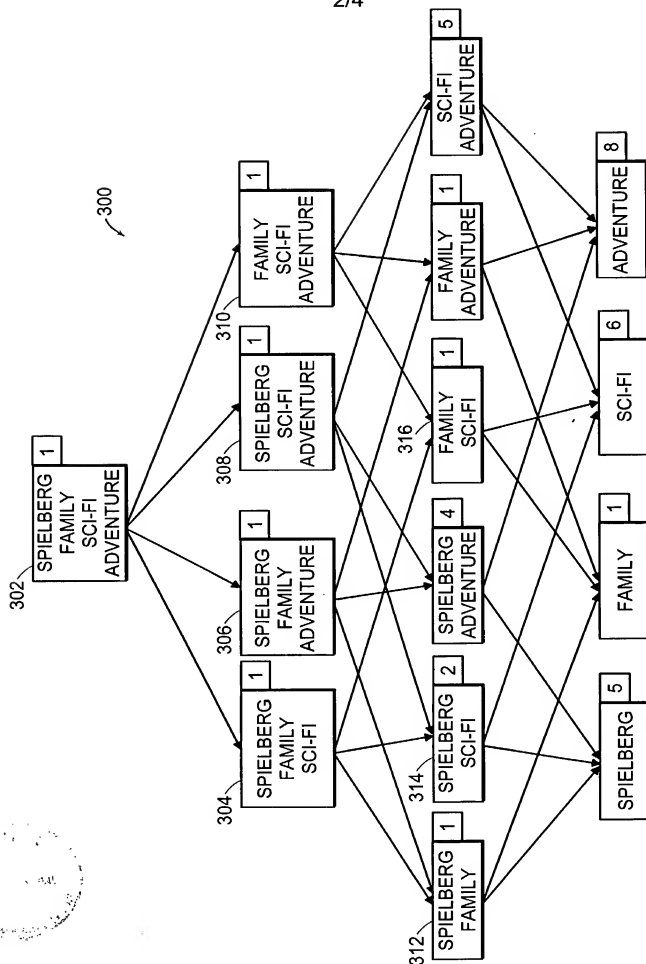 2/4
300
302
SPIELBERG
FAMILY
SCI-FI
ADVENTURE
1
304
SPIELBERG
FAMILY
SCI-FI
1
306
SPIELBERG
FAMILY
ADVENTURE
1
308
SPIELBERG
SCI-FI
ADVENTURE
1
310
FAMILY
SCI-FI
ADVENTURE
1
312
SPIELBERG
FAMILY
1
314
SPIELBERG
SCI-FI
2
SPIELBERG
ADVENTURE
4
316
FAMILY
SCI-FI
1
FAMILY
ADVENTURE
1
SCI-FI
ADVENTURE
5
SPIELBERG
5
FAMILY
1
SCI-FI
6
ADVENTURE
8